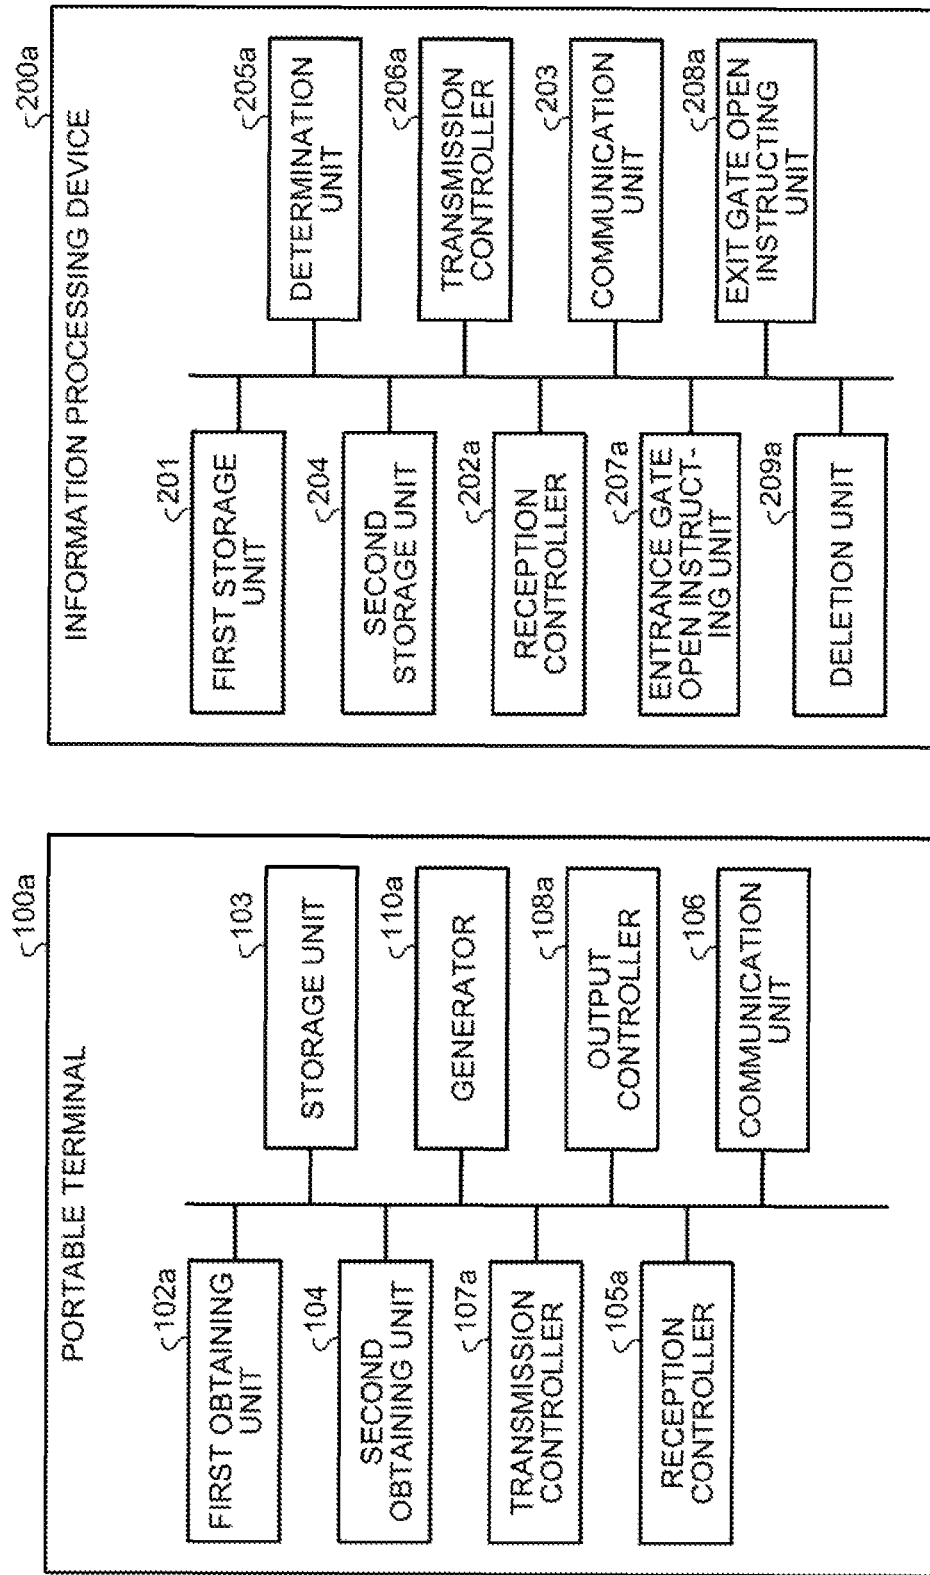 100a
PORTABLE TERMINAL
102a
FIRST OBTAINING
UNIT
103
STORAGE UNIT
104
SECOND
OBTAINING UNIT
110a
GENERATOR
107a
TRANSMISSION
CONTROLLER
108a
OUTPUT
CONTROLLER
105a
RECEPTION
CONTROLLER
106
COMMUNICATION
UNIT
200a
INFORMATION PROCESSING DEVICE
201
FIRST STORAGE
UNIT
205a
DETERMINATION
UNIT
204
SECOND
STORAGE UNIT
206a
TRANSMISSION
CONTROLLER
202a
RECEPTION
CONTROLLER
203
COMMUNICATION
UNIT
207a
ENTRANCE GATE
OPEN INSTRUCT-
ING UNIT
208a
EXIT GATE OPEN
INSTRUCTING
UNIT
209a
DELETION UNIT